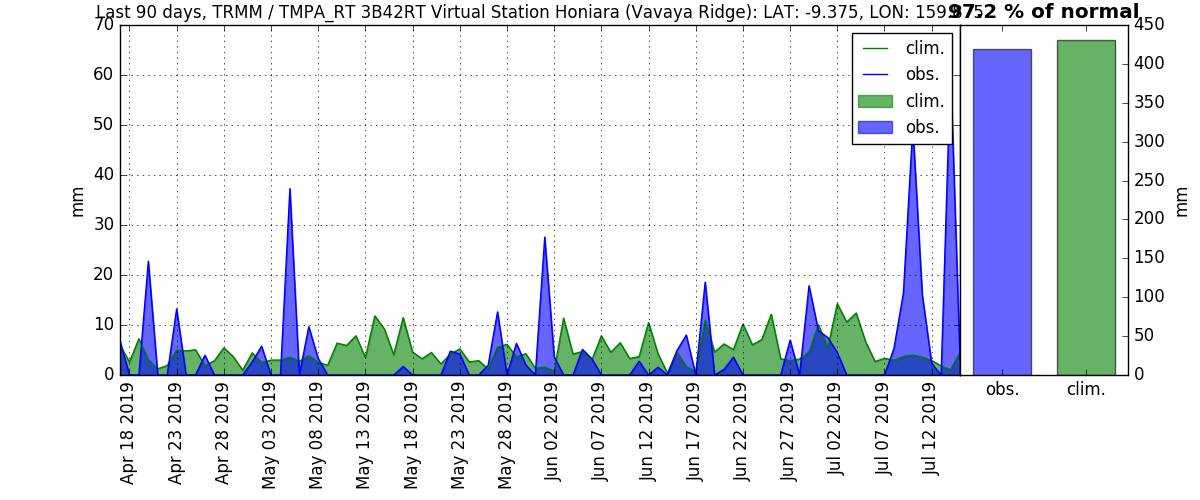 Last 90 days, TRMM / TMPA_RT 3B42RT Virtual Station Honiara (Vavaya Ridge): LAT: -9.375, LON:
97.2 % of normal
70
60
50
40
30
20
10
0
mm
clim.
obs.
clim.
obs.
450
400
350
300
250
200
150
100
50
0
mm
obs.
clim.
Apr 18 2019
Apr 23 2019
Apr 28 2019
May 03 2019
May 08 2019
May 13 2019
May 18 2019
May 23 2019
May 28 2019
Jun 02 2019
Jun 07 2019
Jun 12 2019
Jun 17 2019
Jun 22 2019
Jun 27 2019
Jul 02 2019
Jul 07 2019
Jul 12 2019